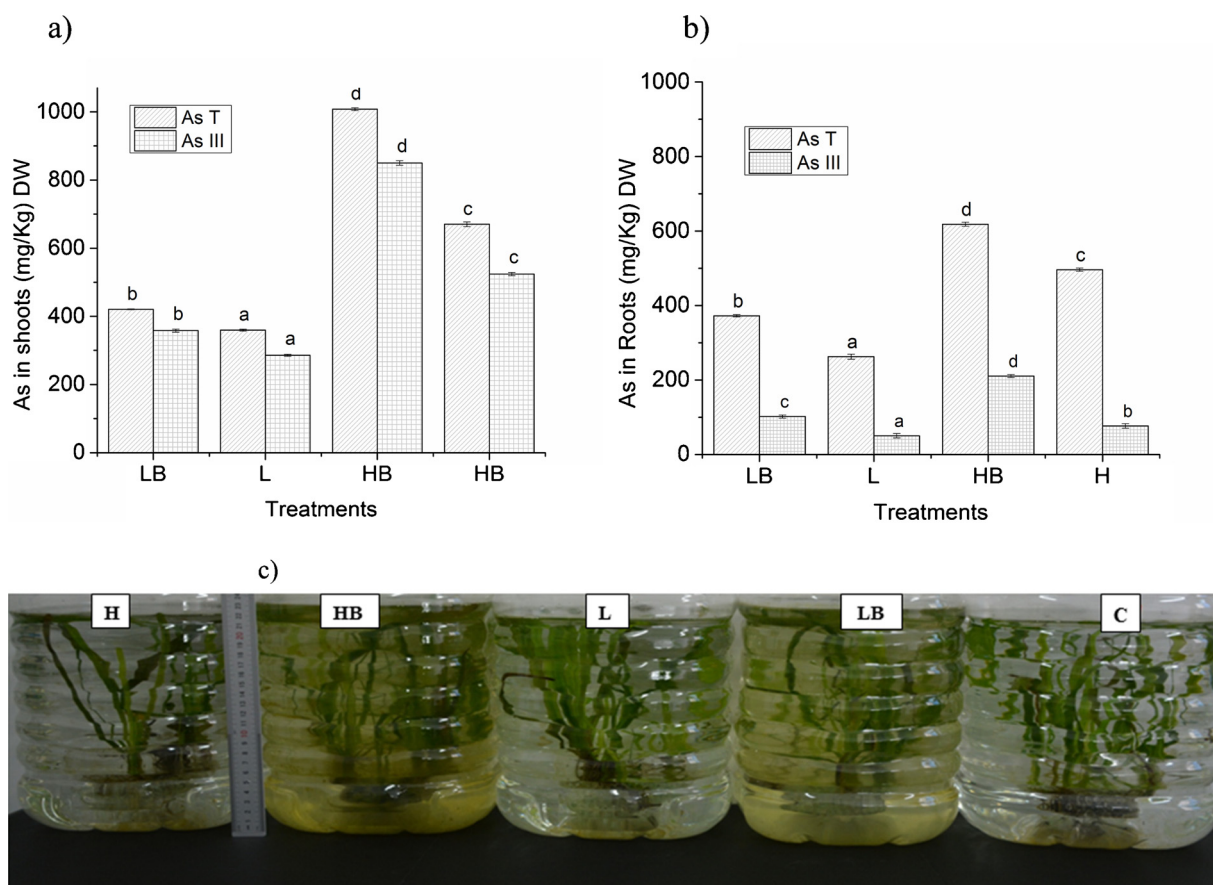 a)
As in shoots (mg/Kg) DW
1000
800
600
400
200
0
As T
As III
b
b
a
a
d
d
c
c
LB L HB HB
Treatments
b)
As in Roots (mg/Kg) DW
1000
800
600
400
200
0
As T
As III
b
c
a
a
d
d
c
b
LB L HB H
Treatments
c)
H HB L LB C